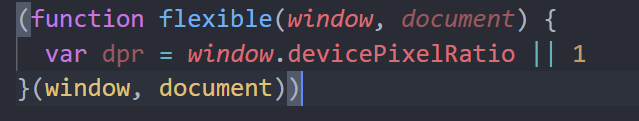 (function flexible(window, document) {
  var dpr = window.devicePixelRatio || 1
}(window, document))